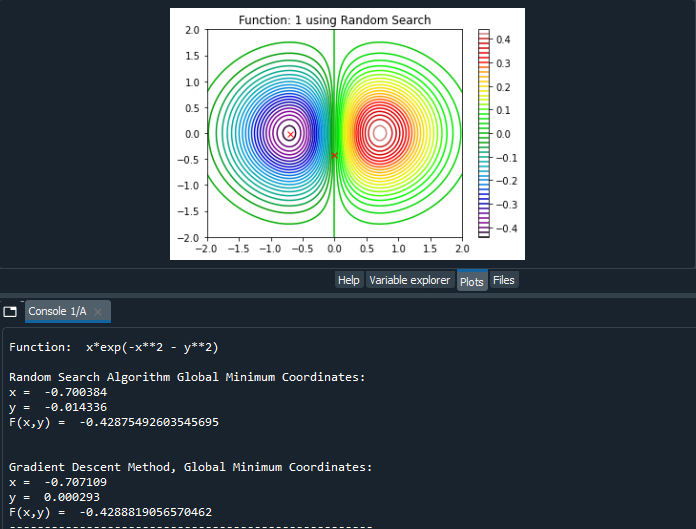 Function: 1 using Random Search
2.0
1.5
1.0
0.5
0.0
−0.5
−1.0
−1.5
−2.0
−2.0 −1.5 −1.0 −0.5 0.0 0.5 1.0 1.5 2.0
0.4
0.3
0.2
0.1
0.0
−0.1
−0.2
−0.3
−0.4
Help Variable explorer Plots Files
Console 1/A
Function:  x*exp(-x**2 - y**2)
Random Search Algorithm Global Minimum Coordinates:
x =  -0.700384
y =  -0.014336
F(x,y) =  -0.42875492603545695
Gradient Descent Method, Global Minimum Coordinates:
x =  -0.707109
y =  0.000293
F(x,y) =  -0.4288819056570462